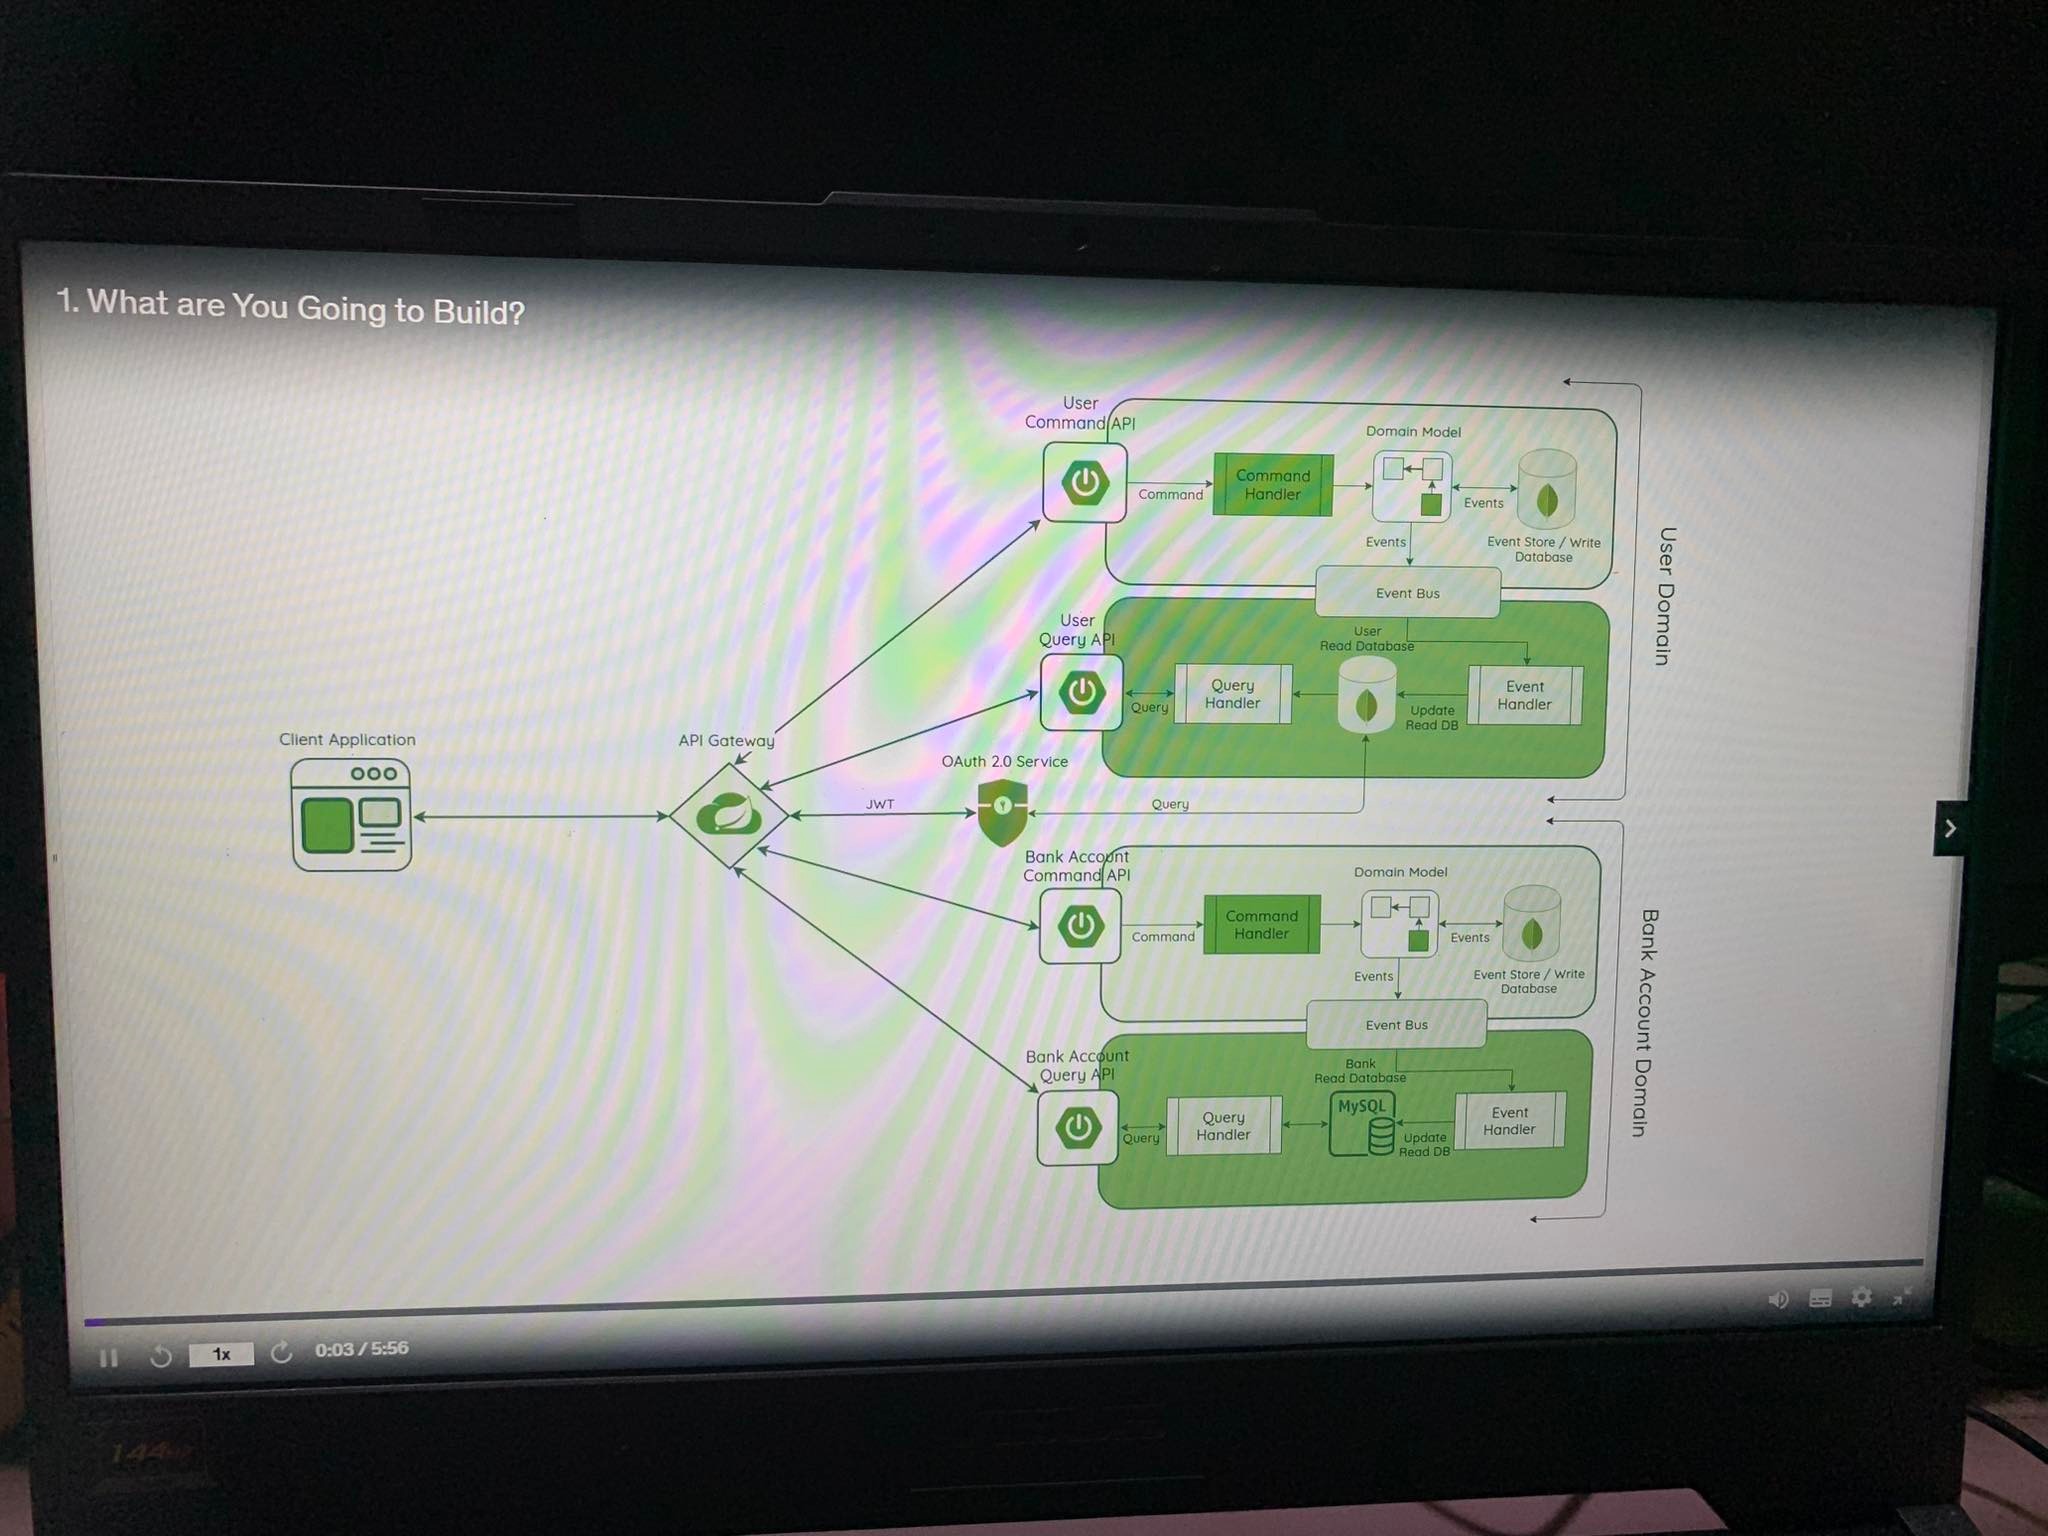 1. What are You Going to Build?
User
Command API
Command
Command
Handler
Domain Model
Events
Event Store / Write
Database
Events
Event Bus
User Domain
User
Query API
Query
Query
Handler
User
Read Database
Update
Read DB
Event
Handler
Client Application
API Gateway
JWT
OAuth 2.0 Service
Query
Bank Account
Command API
Command
Command
Handler
Domain Model
Events
Event Store / Write
Database
Events
Event Bus
Bank Account Domain
Bank Account
Query API
Query
Query
Handler
Bank
Read Database
MySQL
Update
Read DB
Event
Handler
1x
0:03 / 5:56